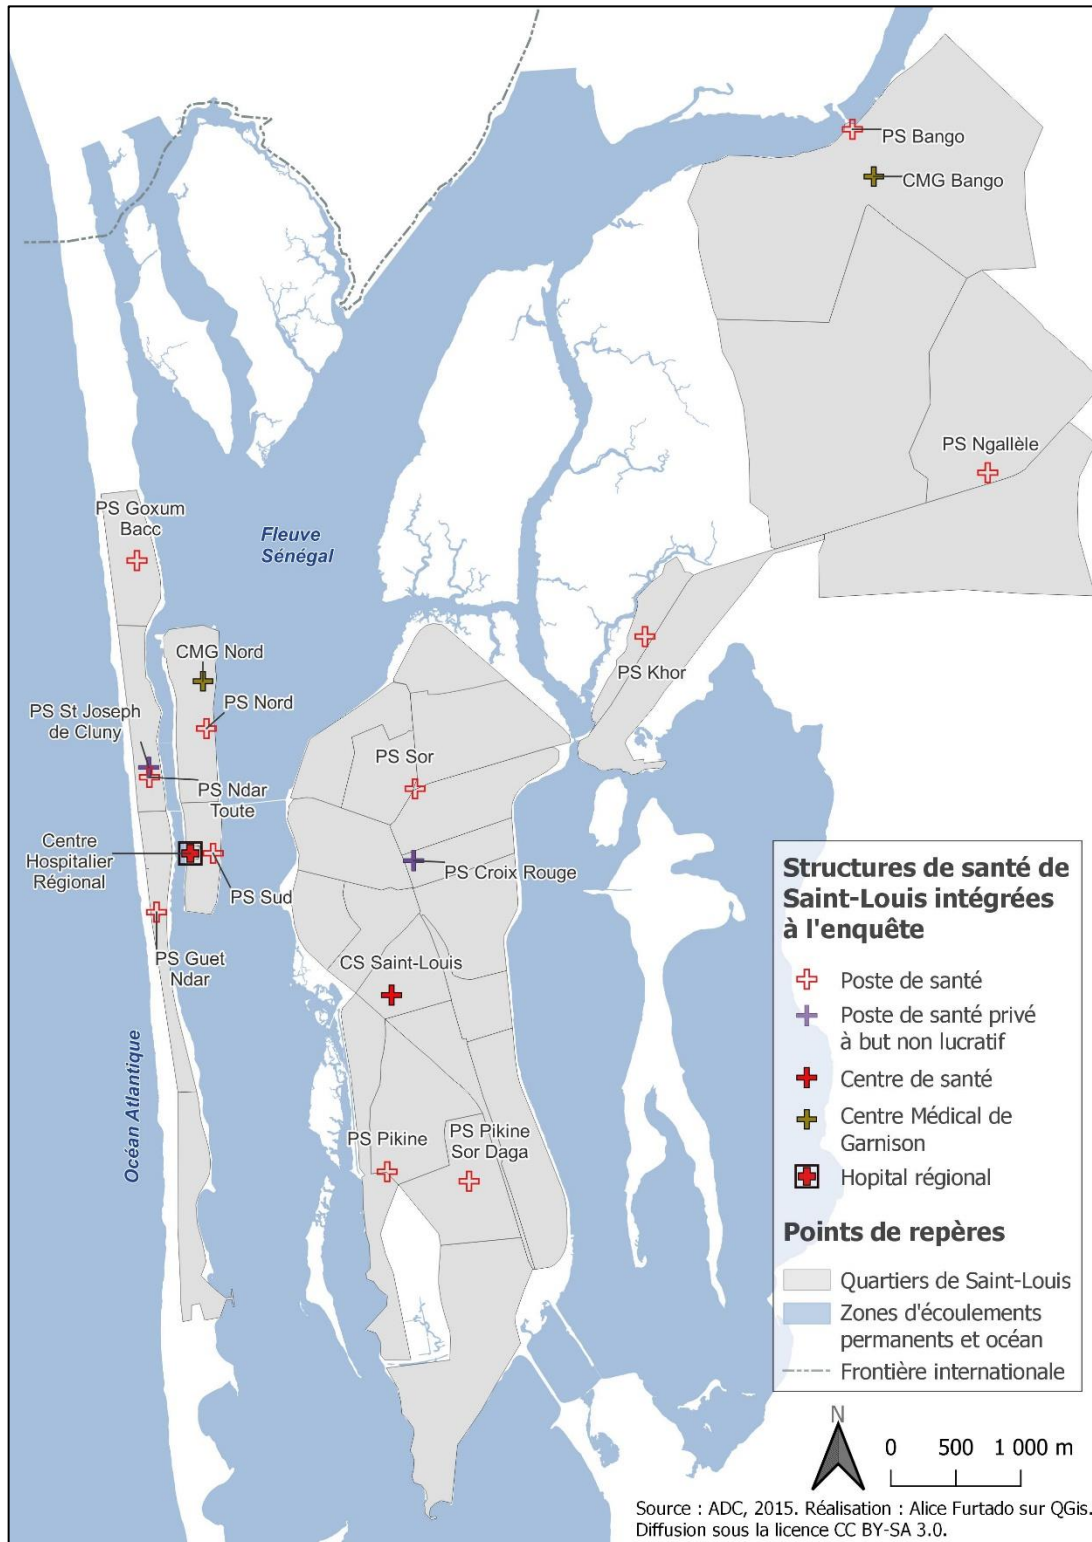 PS Bango
CMG Bango
PS Ngallèle
PS Goxum
Bacc
Fleuve
Sénégal
CMG Nord
PS Khor
PS St Joseph
de Cluny
PS Nord
PS Sor
PS Ndar
Toute
Centre
Hospitalier
Régional
PS Croix Rouge
PS Sud
PS Guet
Ndar
CS Saint-Louis
Océan Atlantique
PS Pikine
PS Pikine
Sor Daga
Structures de santé de
Saint-Louis intégrées
à l'enquête
Poste de santé
Poste de santé privé
à but non lucratif
Centre de santé
Centre Médical de
Garnison
Hopital régional
Points de repères
Quartiers de Saint-Louis
Zones d'écoulements
permanents et océan
Frontière internationale
N
0 500 1 000 m
Source : ADC, 2015. Réalisation : Alice Furtado sur QGis.
Diffusion sous la licence CC BY-SA 3.0.